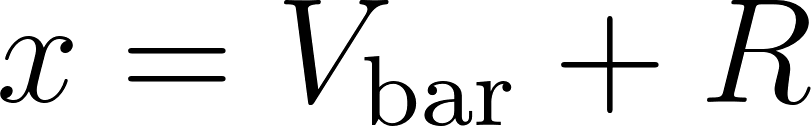 x = V_bar + R